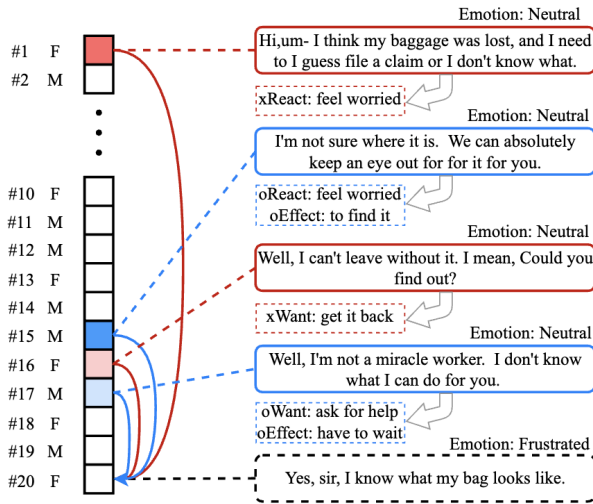 Emotion: Neutral
#1 F
Hi,um- I think my baggage was lost, and I need
to I guess file a claim or I don't know what.
#2 M
xReact: feel worried
Emotion: Neutral
I'm not sure where it is. We can absolutely
keep an eye out for for it for you.
#10 F
oReact: feel worried
oEffect: to find it
#11 M
#12 M
Emotion: Neutral
Well, I can't leave without it. I mean, Could you
find out?
#13 F
#14 M
xWant: get it back
#15 M
Emotion: Neutral
#16 F
Well, I'm not a miracle worker. I don't know
what I can do for you.
#17 M
oWant: ask for help
oEffect: have to wait
#18 F
#19 M
Emotion: Frustrated
#20 F
Yes, sir, I know what my bag looks like.